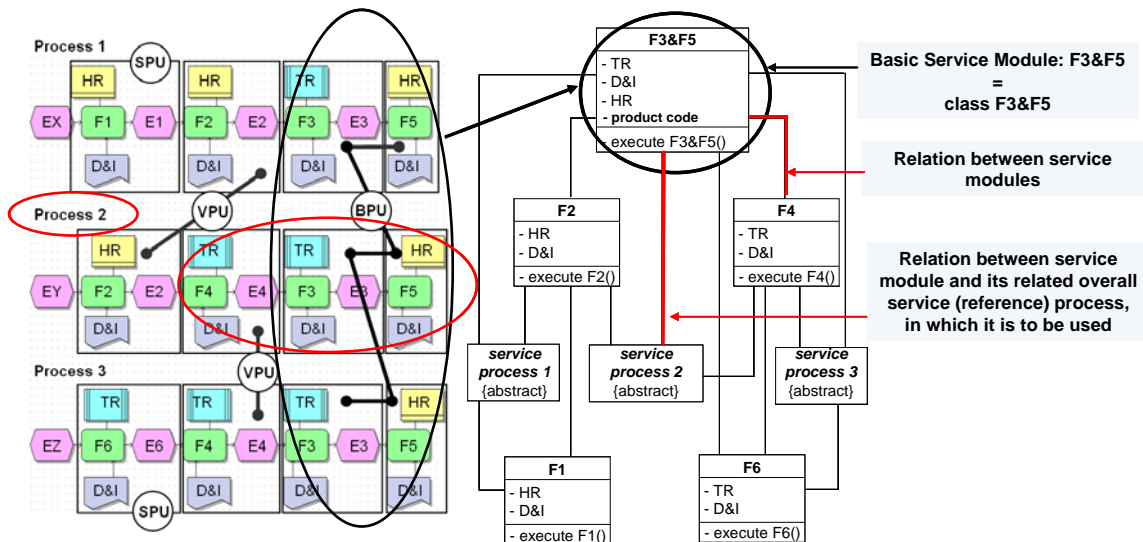 Process 1
SPU
HR
HR
TR
HR
EX
F1
E1
F2
E2
F3
E3
F5
D&I
D&I
D&I
D&I
Process 2
VPU
BPU
HR
TR
TR
HR
EY
F2
E2
F4
E4
F3
E3
F5
D&I
D&I
D&I
D&I
Process 3
VPU
TR
TR
TR
HR
EZ
F6
E6
F4
E4
F3
E3
F5
D&I
D&I
D&I
D&I
SPU
F3&F5
- TR
- D&I
- HR
- product code
- execute F3&F5()
F2
- HR
- D&I
- execute F2()
F4
- TR
- D&I
- execute F4()
service
process 1
{abstract}
service
process 2
{abstract}
service
process 3
{abstract}
F1
- HR
- D&I
- execute F1()
F6
- TR
- D&I
- execute F6()
Basic Service Module: F3&F5
=
class F3&F5
Relation between service
modules
Relation between service
module and its related overall
service (reference) process,
in which it is to be used